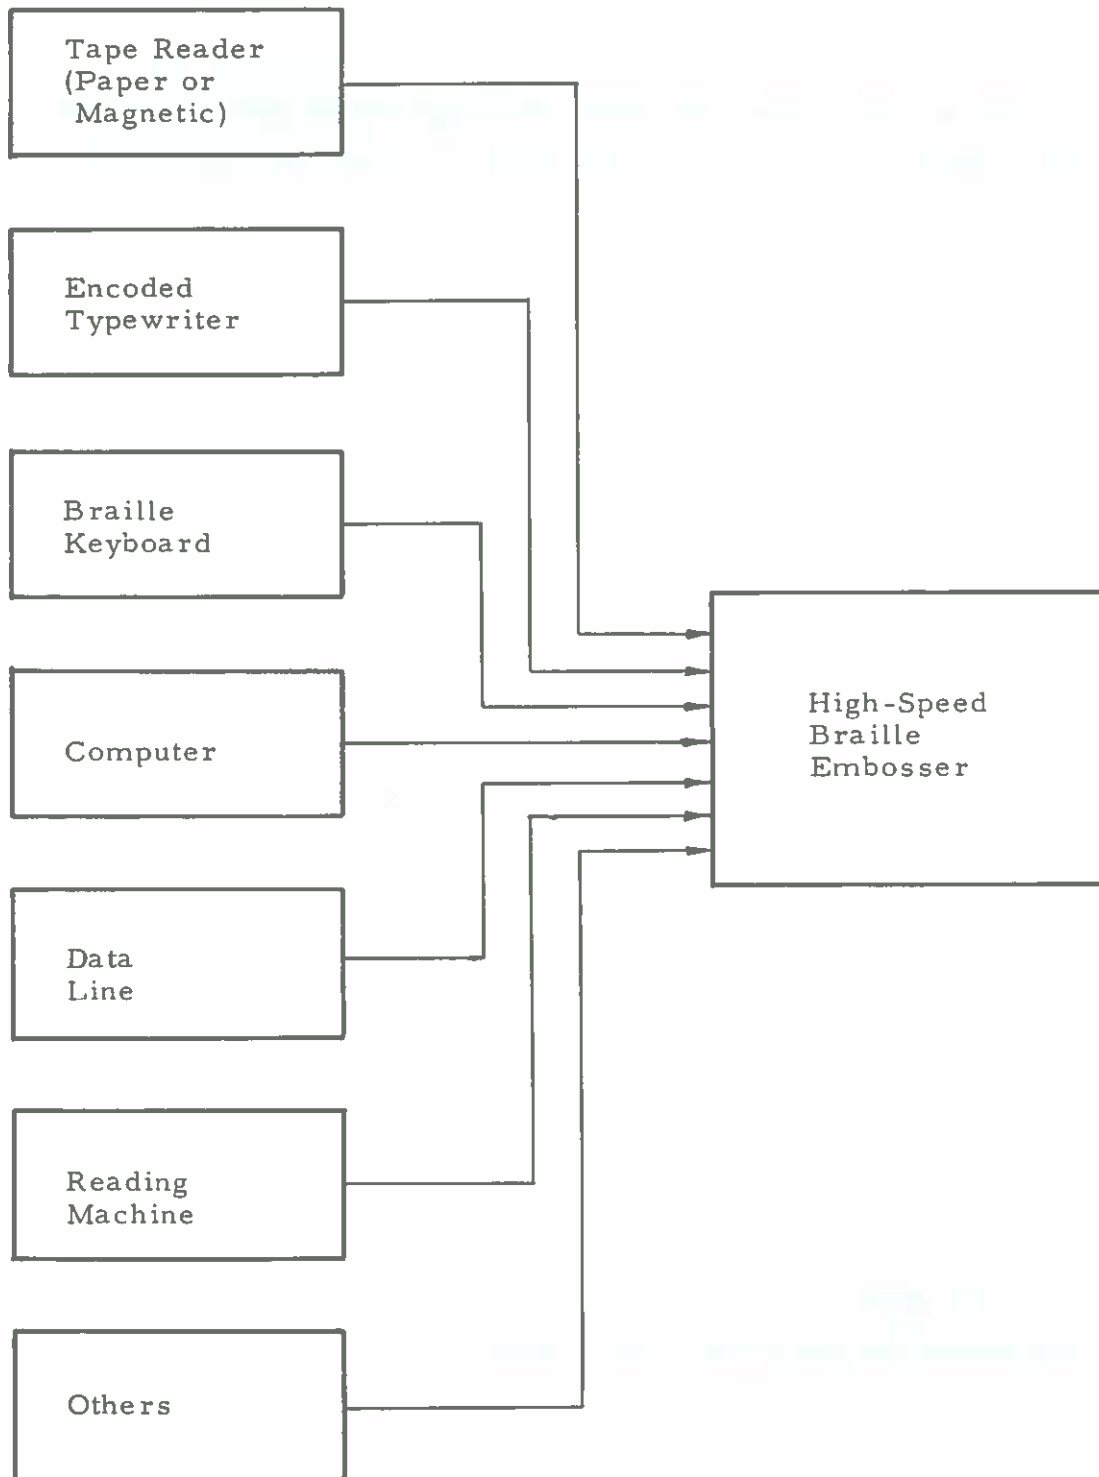 Tape Reader
(Paper or
Magnetic)
Encoded
Typewriter
Braille
Keyboard
Computer
Data
Line
Reading
Machine
Others
High-Speed
Braille
Embosser